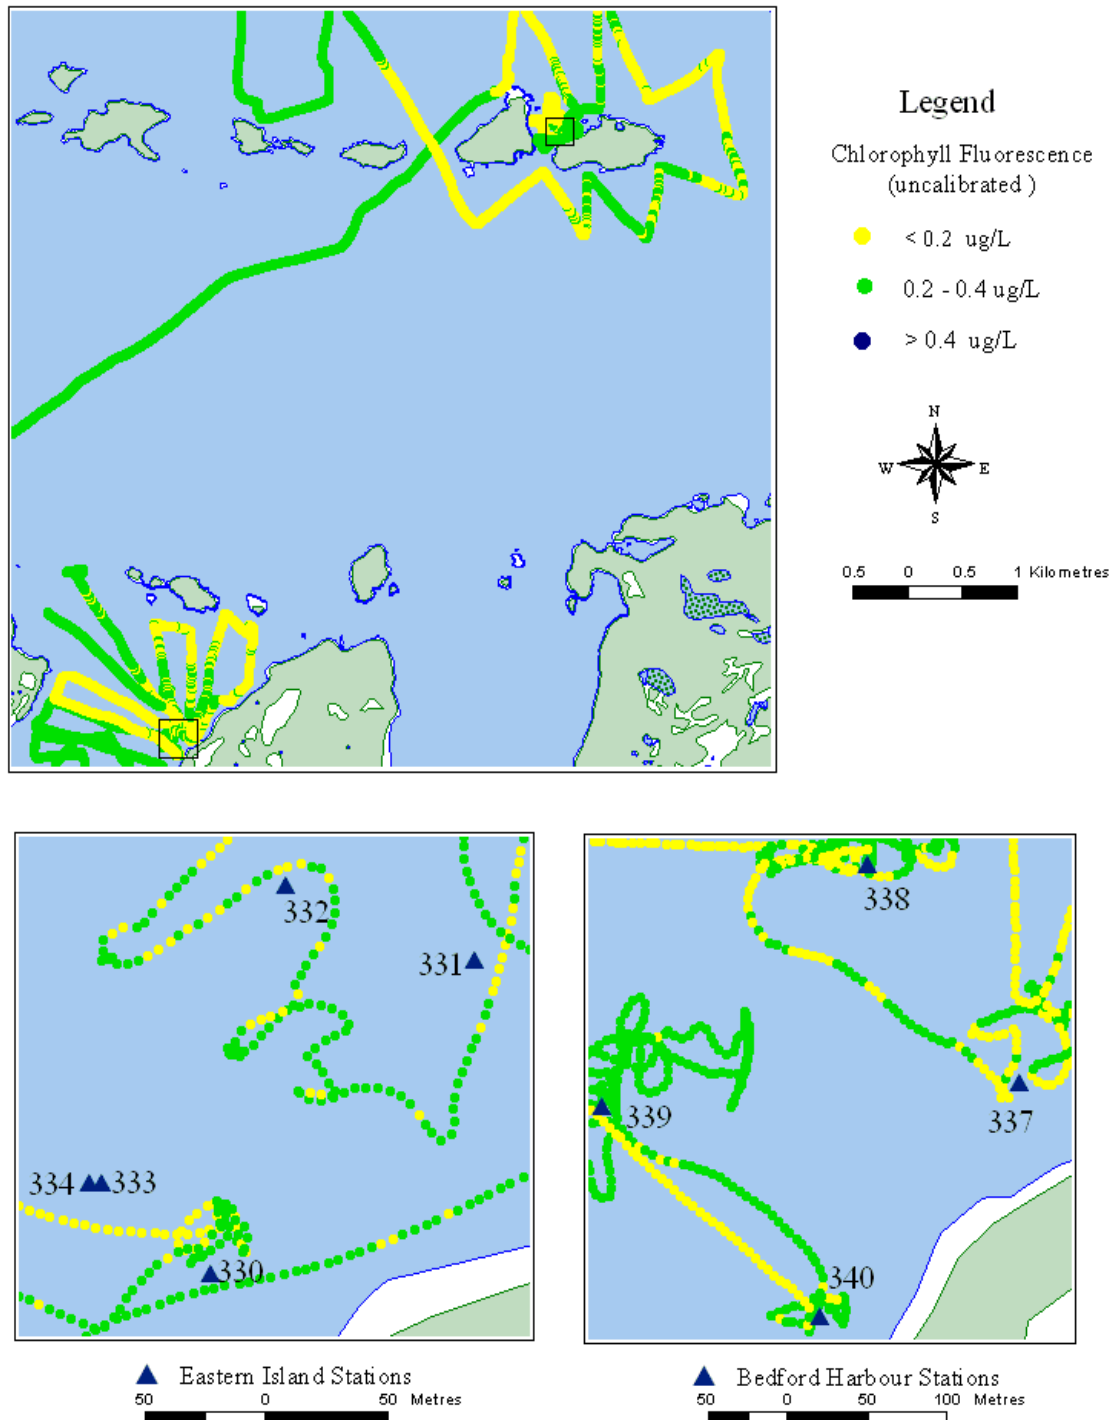 Legend
Chlorophyll Fluorescence
(uncalibrated )
< 0.2 ug/L
0.2 - 0.4 ug/L
> 0.4 ug/L
N
W E
S
0.5 0 0.5 1 Kilometres
332
331
334 333
330
338
339
337
340
Eastern Island Stations
50 0 50 Metres
Bedford Harbour Stations
50 0 50 100 Metres